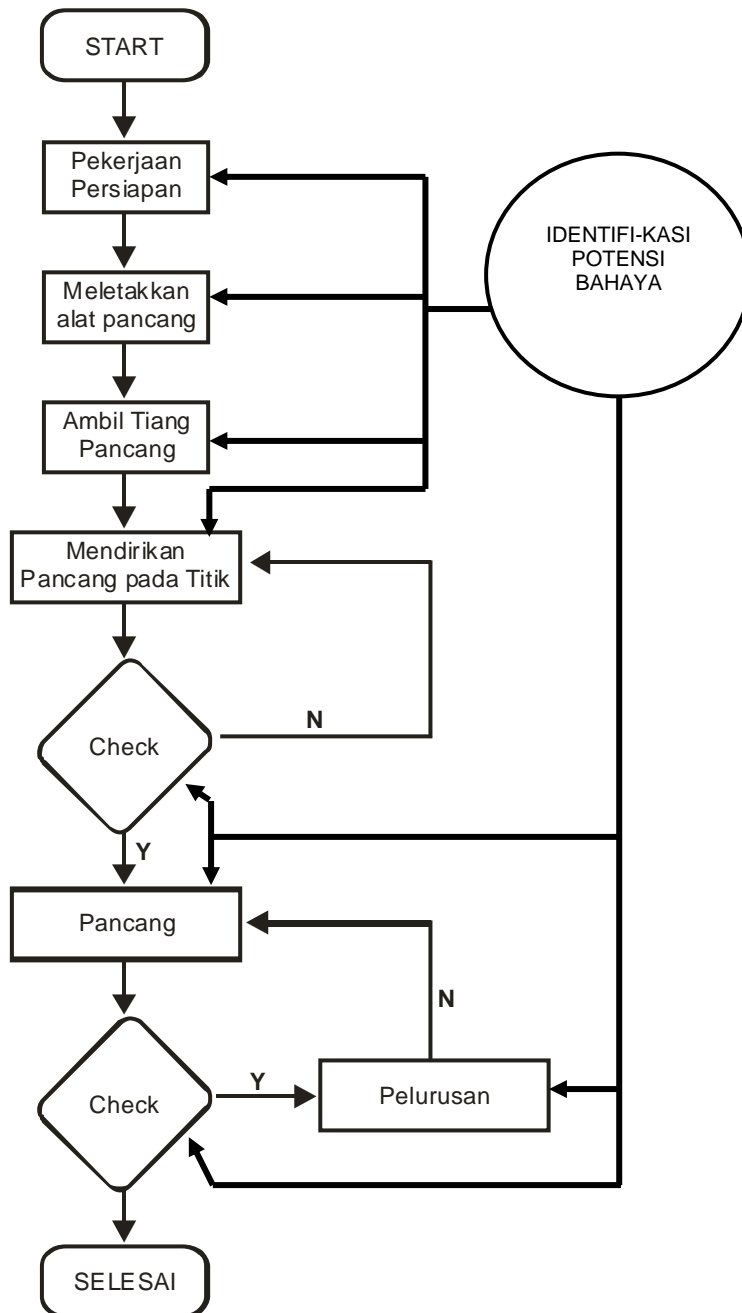 START
Pekerjaan
Persiapan
IDENTIFI-KASI
POTENSI
BAHAYA
Meletakkan
alat pancang
Ambil Tiang
Pancang
Mendirikan
Pancang pada Titik
N
Check
Y
Pancang
N
Y
Check
Pelurusan
SELESAI